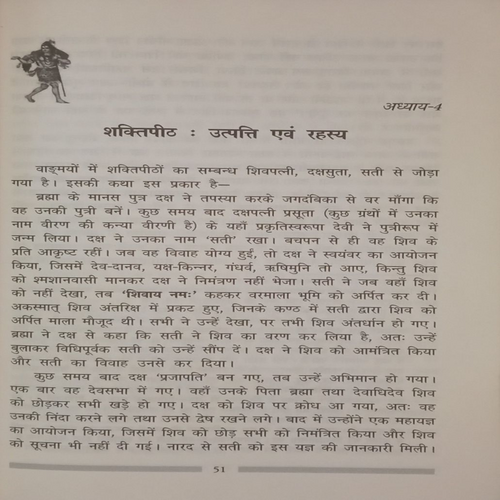 अध्याय-4
शक्तिपीठ : उत्पत्ति एवं रहस्य
वाङ्मयों में शक्तिपीठों का सम्बन्ध शिवपत्नी, दक्षसुता, सती से जोड़ा
गया है। इसकी कथा इस प्रकार है—
ब्रह्मा के मानस पुत्र दक्ष ने तपस्या करके जगदंबिका से वर माँगा कि
वह उनकी पुत्री बनें। कुछ समय बाद दक्षपत्नी प्रसूता (कुछ ग्रंथों में उनका
नाम वीरण की कन्या वीरणी है) के यहाँ प्रकृतिस्वरूपा देवी ने पुत्रीरूप में
जन्म लिया। दक्ष ने उनका नाम 'सती' रखा। बचपन से ही वह शिव के
प्रति आकृष्ट रहीं। जब वह विवाह योग्य हुई, तो दक्ष ने स्वयंवर का आयोजन
किया, जिसमें देव-दानव, यक्ष-किन्नर, गंधर्व, ऋषिमुनि तो आए, किन्तु शिव
को श्मशानवासी मानकर दक्ष ने निमंत्रण नहीं भेजा। सती ने जब वहाँ शिव
को नहीं देखा, तब 'शिवाय नमः' कहकर वरमाला भूमि को अर्पित कर दी।
अकस्मात् शिव अंतरिक्ष में प्रकट हुए, जिनके कण्ठ में सती द्वारा शिव को
अर्पित माला मौजूद थी। सभी ने उन्हें देखा, पर तभी शिव अंतर्धान हो गए।
ब्रह्मा ने दक्ष से कहा कि सती ने शिव का वरण कर लिया है, अतः उन्हें
बुलाकर विधिपूर्वक सती को उन्हें सौंप दें। दक्ष ने शिव को आमंत्रित किया
और सती का विवाह उनसे कर दिया।
कुछ समय बाद दक्ष 'प्रजापति' बन गए, तब उन्हें अभिमान हो गया।
एक बार वह देवसभा में गए। वहाँ उनके पिता ब्रह्मा तथा देवाधिदेव शिव
को छोड़कर सभी खड़े हो गए। दक्ष को शिव पर क्रोध आ गया, अतः वह
उनकी निंदा करने लगे तथा उनसे द्वेष रखने लगे। बाद में उन्होंने एक महायज्ञ
का आयोजन किया, जिसमें शिव को छोड़ सभी को निमंत्रित किया और शिव
को सूचना भी नहीं दी गई। नारद से सती को इस यज्ञ की जानकारी मिली।
51